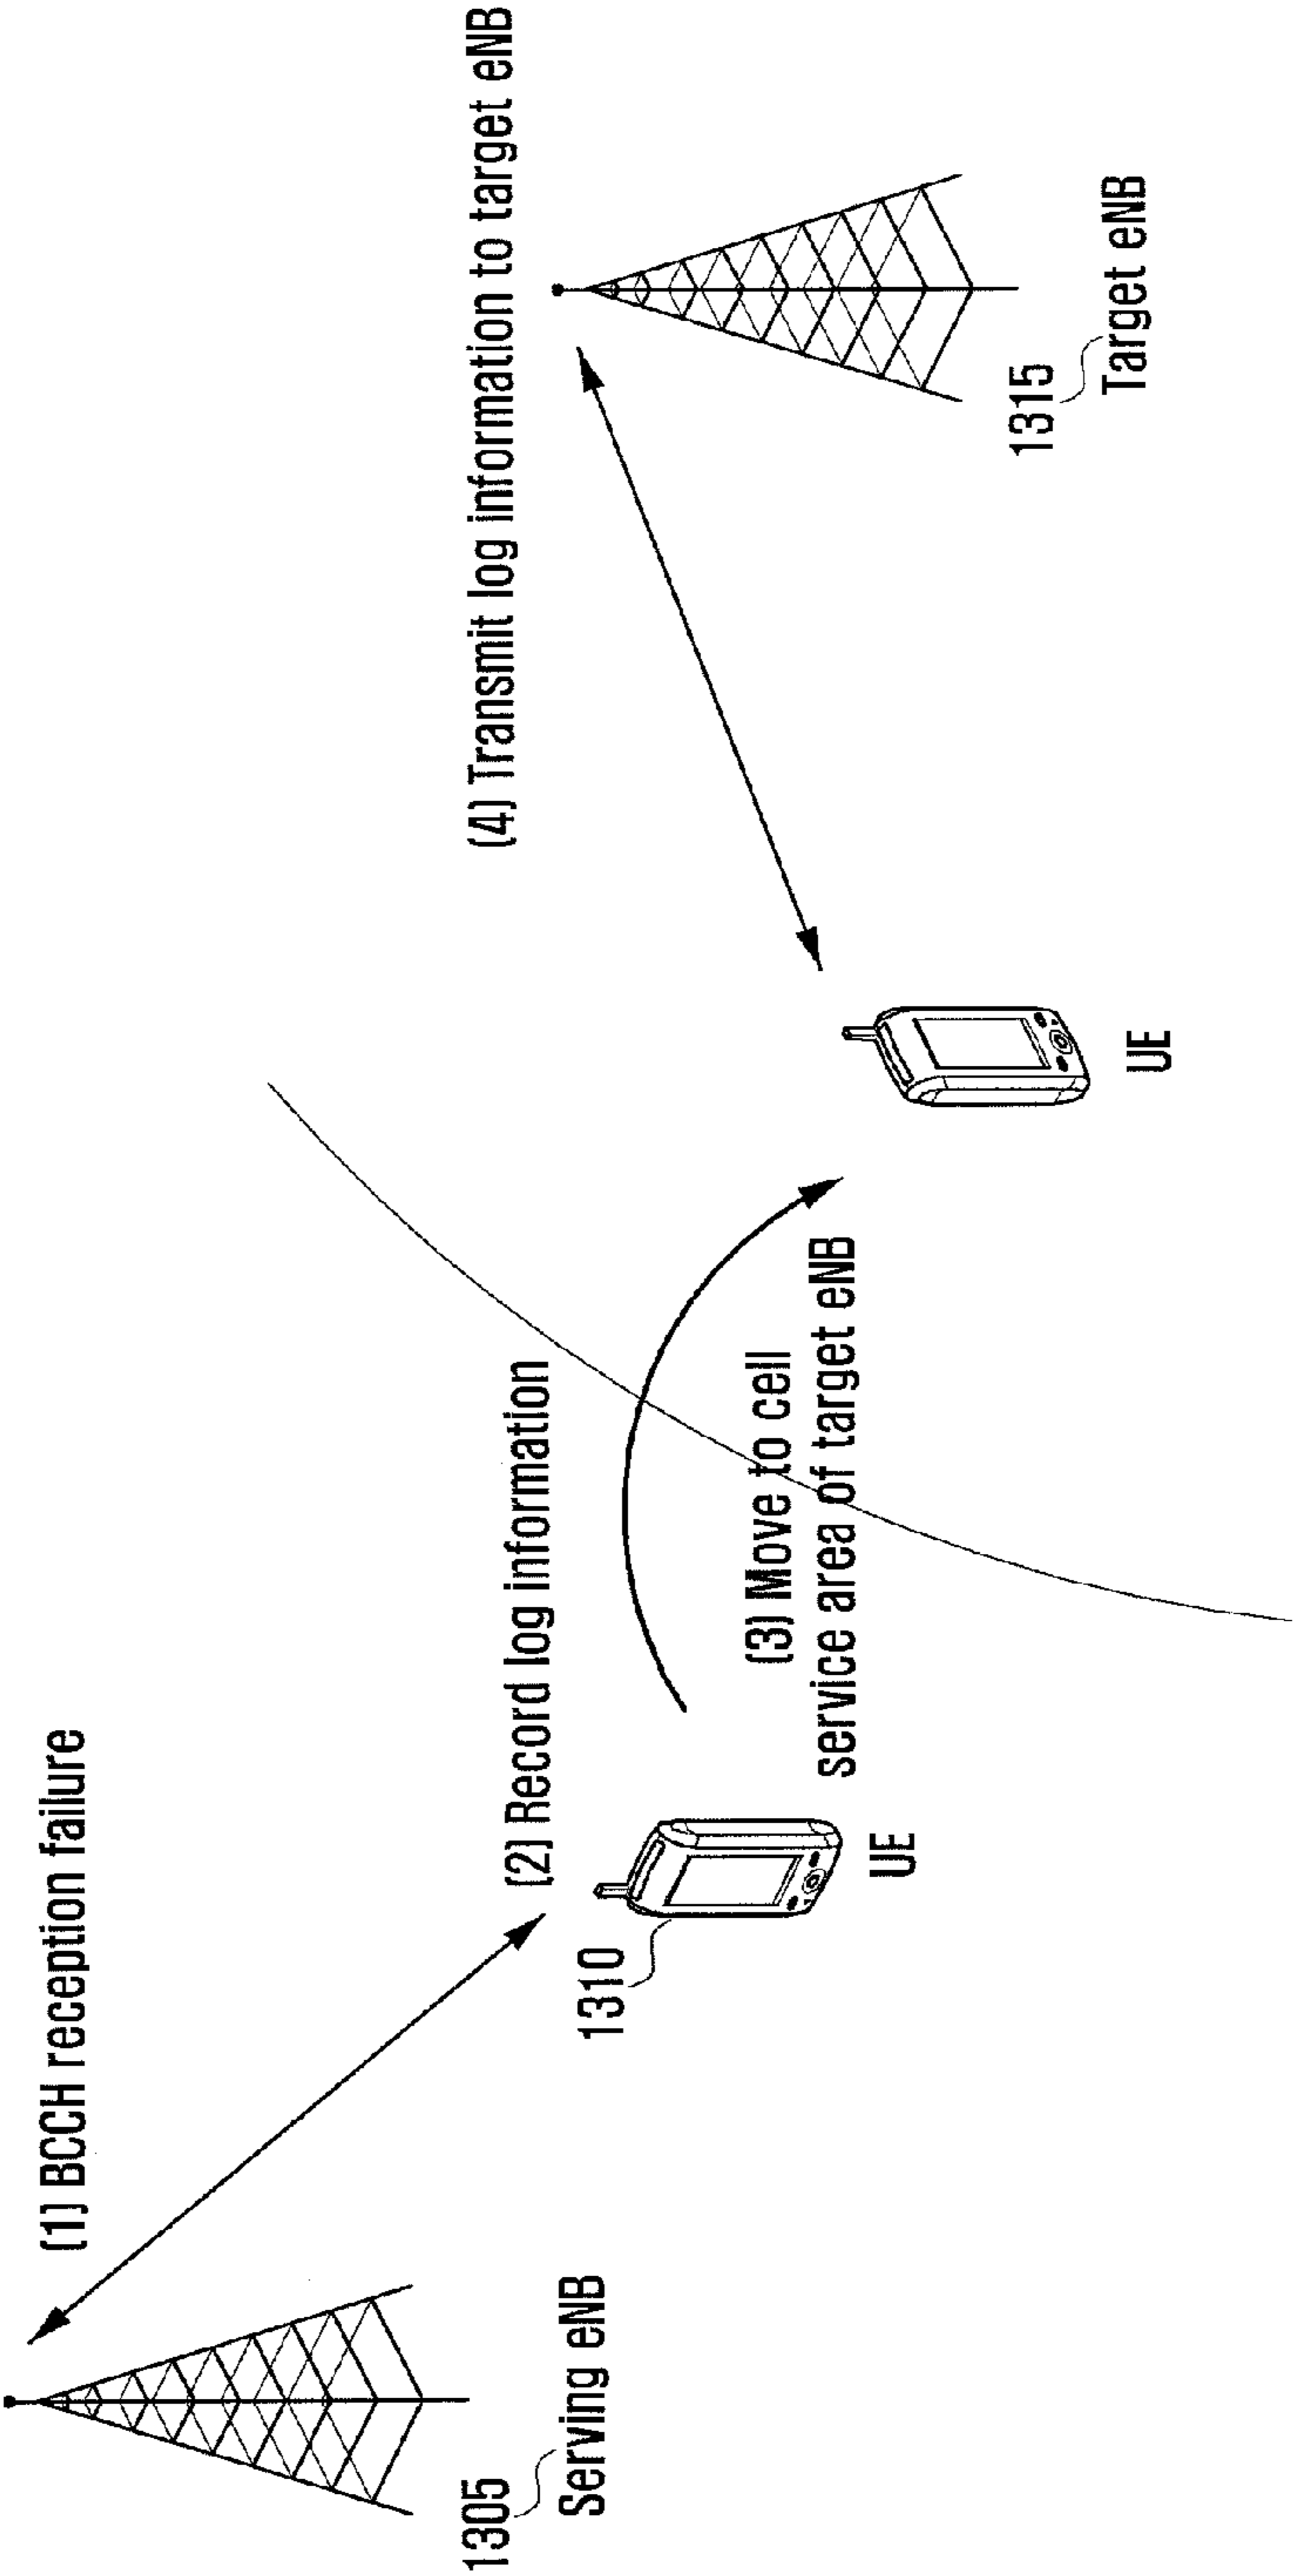 (1) BCCH reception failure
(2) Record log information
(3) Move to cell
service area of target eNB
(4) Transmit log information to target eNB
1305
Serving eNB
1310
UE
UE
1315
Target eNB